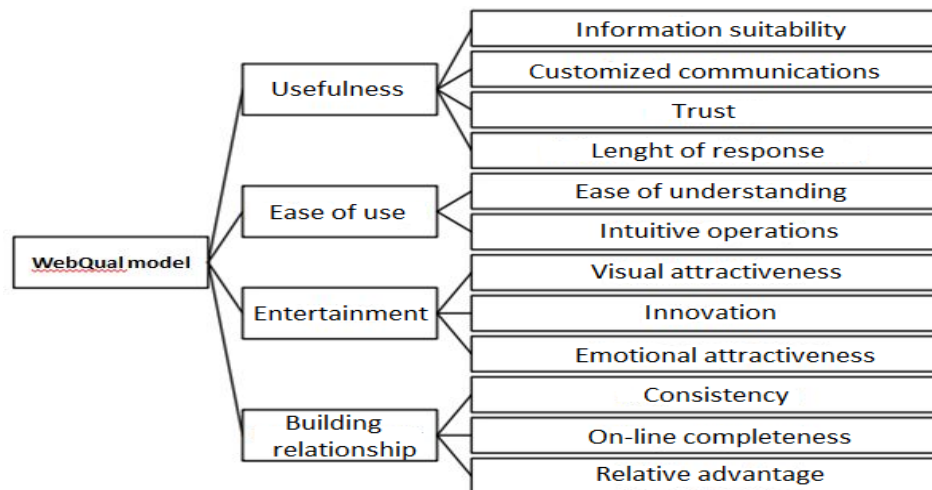 Information suitability
Customized communications
Usefulness
Trust
Lenght of response
Ease of understanding
Ease of use
Intuitive operations
WebQual model
Visual attractiveness
Entertainment
Innovation
Emotional attractiveness
Consistency
Building
relationship
On-line completeness
Relative advantage